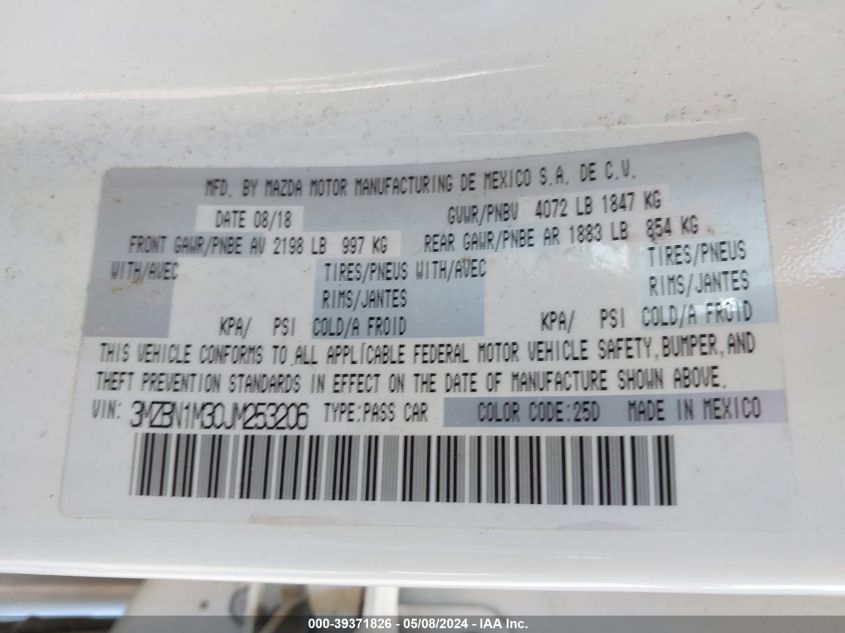 MFD. BY MAZDA MOTOR MANUFACTURING DE MEXICO S.A. DE C.V.
DATE 08/18 GVWR/PNBV 4072 LB 1847 KG
FRONT GAWR/PNBE AV 2198 LB 997 KG REAR GAWR/PNBE AR 1883 LB 854 KG
WITH/AVEC TIRES/PNEUS WITH/AVEC TIRES/PNEUS
RIMS/JANTES RIMS/JANTES
KPA/ PSI COLD/A FROID KPA/ PSI COLD/A FROID
THIS VEHICLE CONFORMS TO ALL APPLICABLE FEDERAL MOTOR VEHICLE SAFETY, BUMPER, AND
THEFT PREVENTION STANDARDS IN EFFECT ON THE DATE OF MANUFACTURE SHOWN ABOVE.
VIN: 3MZBN1M30JM253206 TYPE:PASS CAR COLOR CODE:25D MADE IN MEXICO
000-39371826 - 05/08/2024 - IAA Inc.